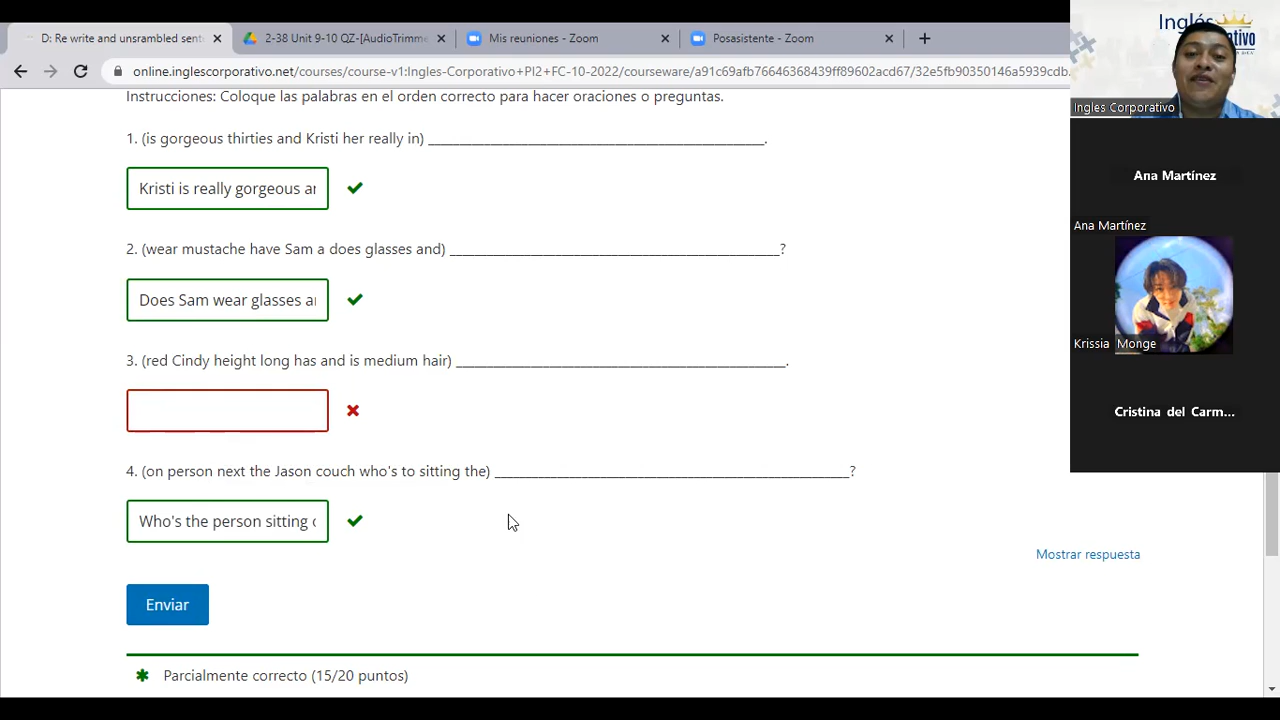 D: Re write and unsrambled sent
2-38 Unit 9-10 QZ-[AudioTrimme
Mis reuniones - Zoom
Posasistente - Zoom
online.inglescorporativo.net/courses/course-v1:Ingles-Corporativo+PI2+FC-10-2022/courseware/a91c69afb76646368439ff89602acd67/32e5fb90350146a5939cdb
Inglés
Ingles Corporativo
Instrucciones: Coloque las palabras en el orden correcto para hacer oraciones o preguntas.
1. (is gorgeous thirties and Kristi her really in) ________________________________________.
Kristi is really gorgeous ar
2. (wear mustache have Sam a does glasses and) ________________________________________?
Does Sam wear glasses ar
3. (red Cindy height long has and is medium hair) ________________________________________.
4. (on person next the Jason couch who's to sitting the) ___________________________________________?
Who's the person sitting o
Mostrar respuesta
Enviar
Parcialmente correcto (15/20 puntos)
Ana Martínez
Ana Martínez
Krissia Monge
Cristina del Carm...